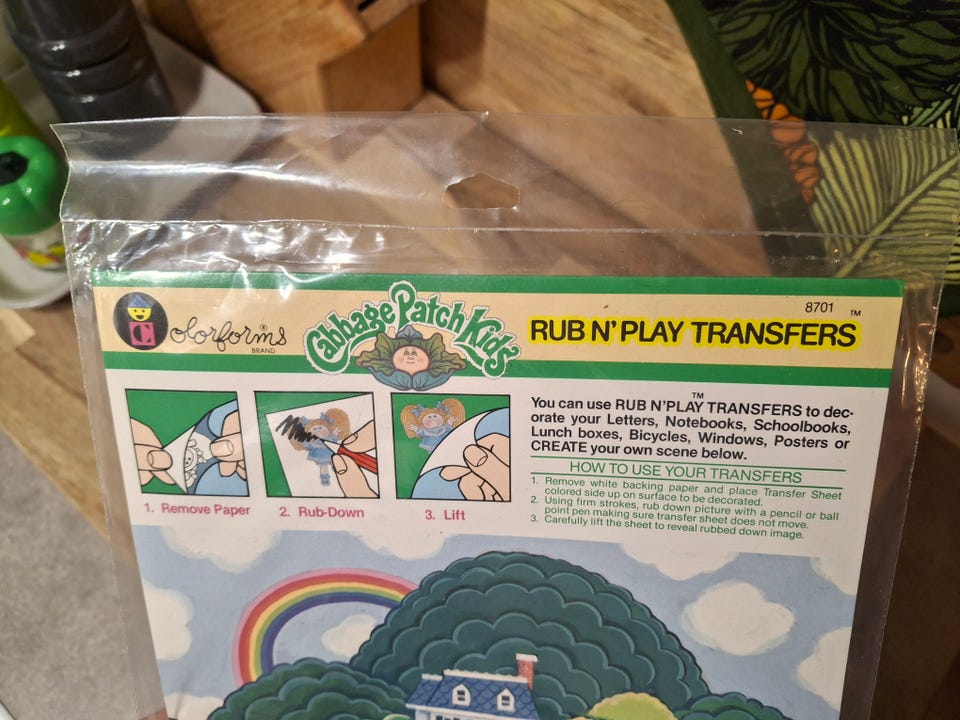 8701 ™
Colorforms
BRAND
Cabbage Patch Kids
RUB N' PLAY TRANSFERS
You can use RUB N'PLAY TRANSFERS™ to dec-
orate your Letters, Notebooks, Schoolbooks,
Lunch boxes, Bicycles, Windows, Posters or
CREATE your own scene below.
HOW TO USE YOUR TRANSFERS
1. Remove white backing paper and place Transfer Sheet
colored side up on surface to be decorated.
2. Using firm strokes, rub down picture with a pencil or ball
point pen making sure transfer sheet does not move.
3. Carefully lift the sheet to reveal rubbed down image.
1. Remove Paper
2. Rub-Down
3. Lift